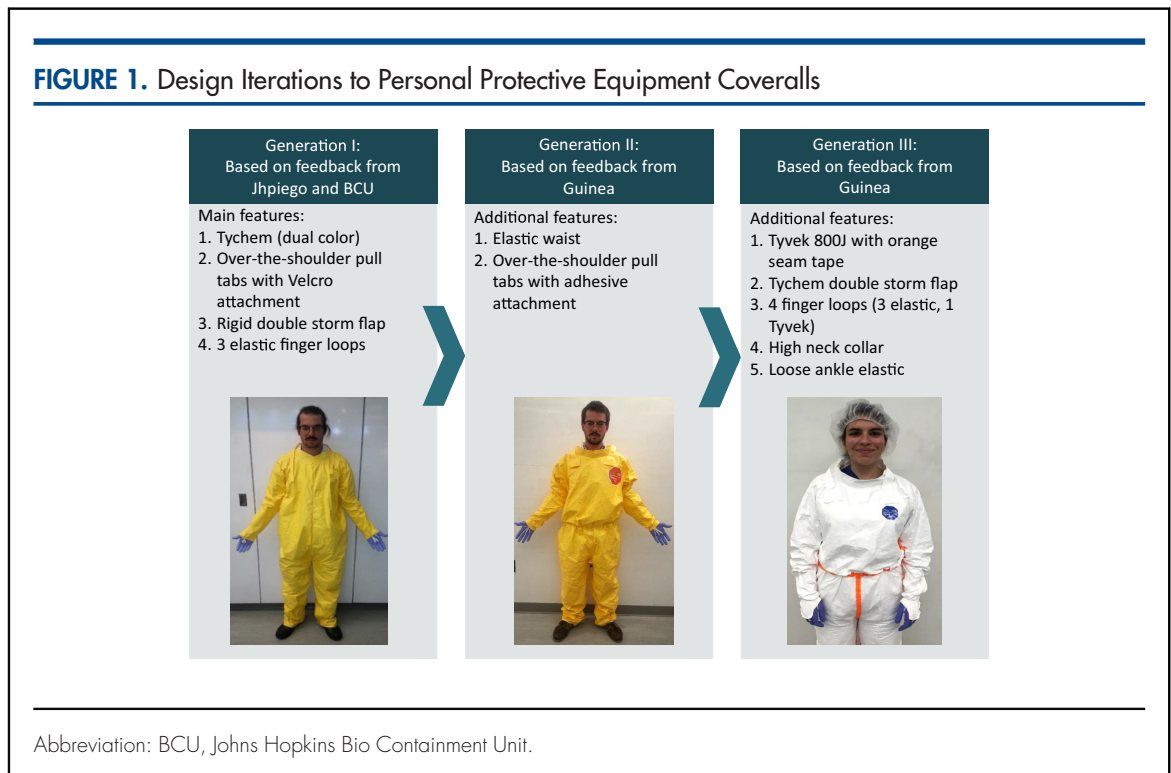 FIGURE 1. Design Iterations to Personal Protective Equipment Coveralls
Generation I:
Based on feedback from
Jhpiego and BCU
Main features:
1. Tychem (dual color)
2. Over-the-shoulder pull
tabs with Velcro
attachment
3. Rigid double storm flap
4. 3 elastic finger loops
Generation II:
Based on feedback from
Guinea
Additional features:
1. Elastic waist
2. Over-the-shoulder pull
tabs with adhesive
attachment
Generation III:
Based on feedback from
Guinea
Additional features:
1. Tyvek 800J with orange
seam tape
2. Tychem double storm flap
3. 4 finger loops (3 elastic, 1
Tyvek)
4. High neck collar
5. Loose ankle elastic
Abbreviation: BCU, Johns Hopkins Bio Containment Unit.